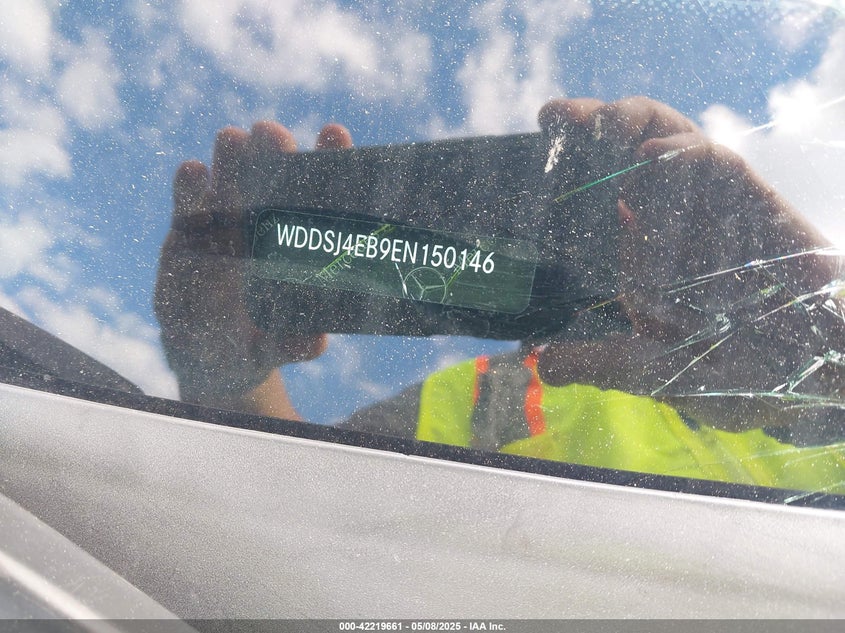 WDDSJ4EB9EN150146
000-42219661 - 05/08/2025 - IAA Inc.